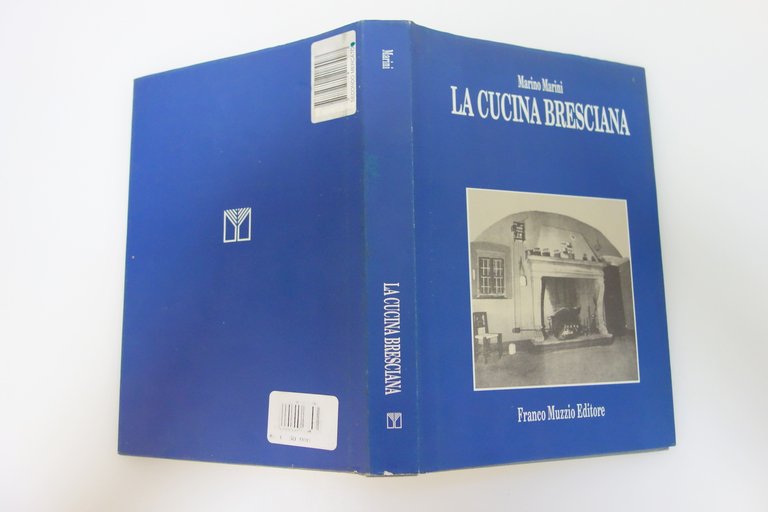 Marino Marini
LA CUCINA BRESCIANA
Franco Muzzio Editore
Marini
LA CUCINA BRESCIANA